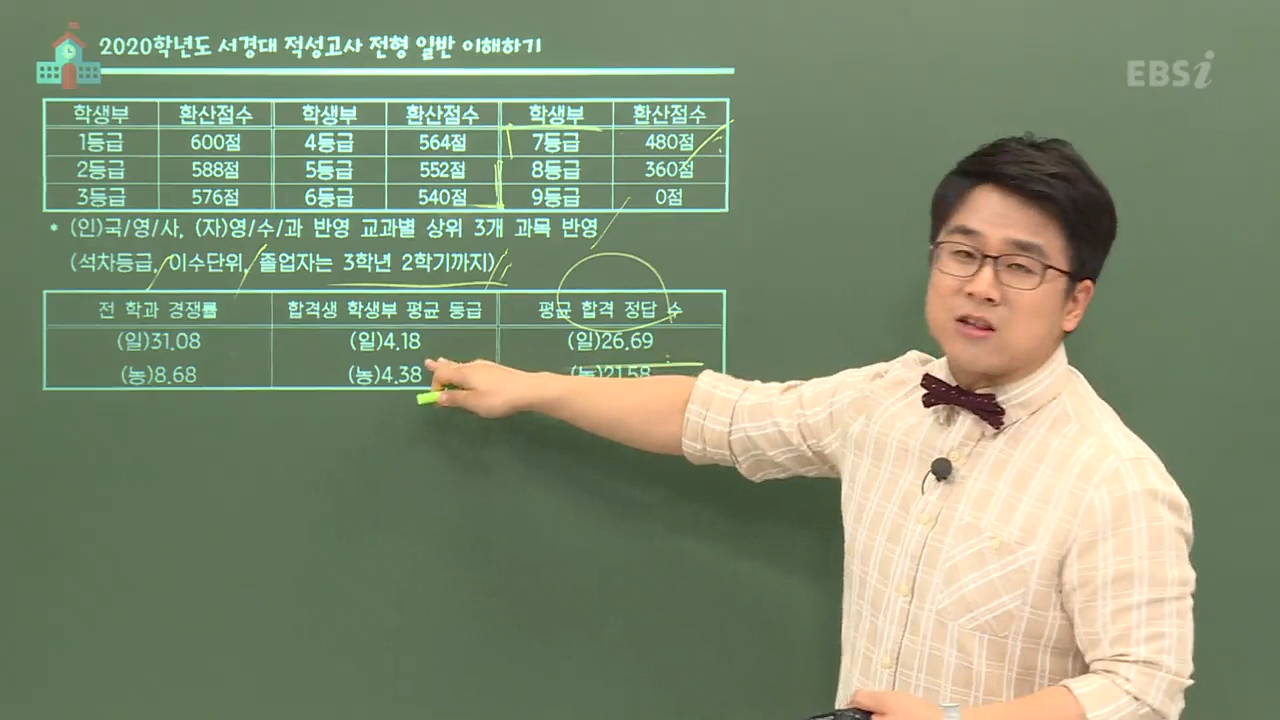 2020학년도 서경대 적성고사 전형 일반 이해하기
EBSi
학생부 환산점수 학생부 환산점수 학생부 환산점수
1등급 600점 4등급 564점 7등급 480점
2등급 588점 5등급 552점 8등급 360점
3등급 576점 6등급 540점 9등급 0점
* (인)국/영/사, (자)영/수/과 반영 교과별 상위 3개 과목 반영
(석차등급, 이수단위, 졸업자는 3학년 2학기까지)
전 학과 경쟁률 합격생 학생부 평균 등급 평균 합격 정답 수
(일)31.08 (일)4.18 (일)26.69
(농)8.68 (농)4.38 (농)21.58